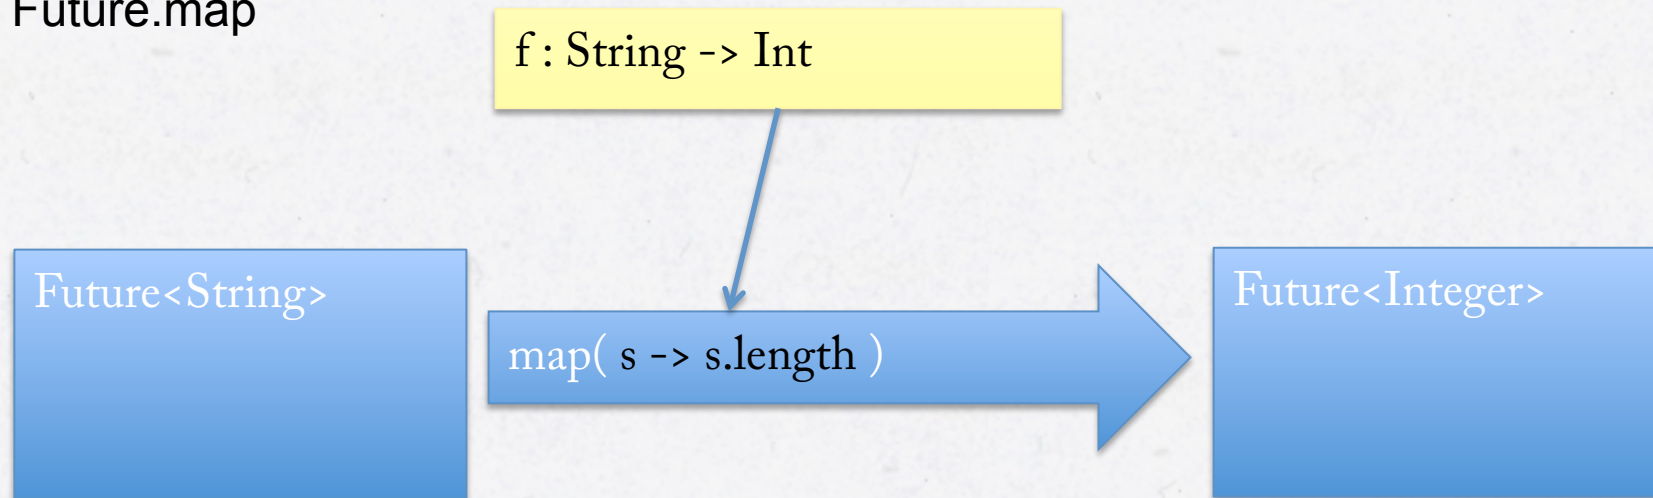 Future.map
f : String -> Int
Future<String>
map( s -> s.length )
Future<Integer>